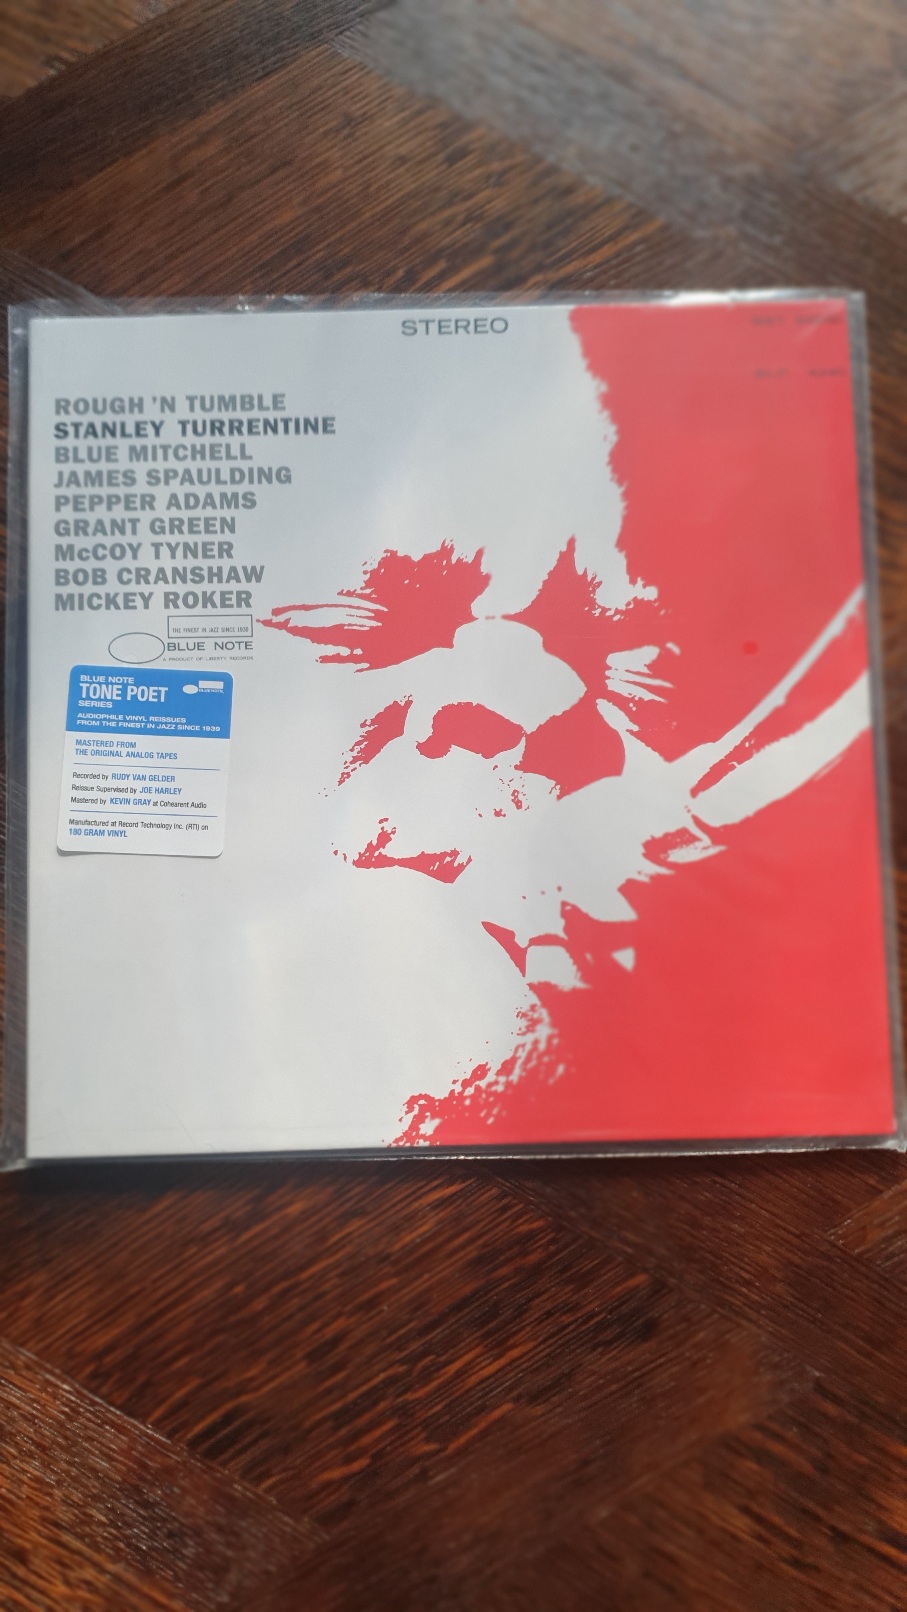 STEREO
ROUGH 'N TUMBLE
STANLEY TURRENTINE
BLUE MITCHELL
JAMES SPAULDING
PEPPER ADAMS
GRANT GREEN
McCOY TYNER
BOB CRANSHAW
MICKEY ROKER
THE FINEST IN JAZZ SINCE 1939
BLUE NOTE
A PRODUCT OF LIBERTY RECORDS
BLUE NOTE
TONE POET
SERIES
BLUE NOTE
AUDIOPHILE VINYL REISSUES
FROM THE FINEST IN JAZZ SINCE 1939
MASTERED FROM
THE ORIGINAL ANALOG TAPES
Recorded by RUDY VAN GELDER
Reissue Supervised by JOE HARLEY
Mastered by KEVIN GRAY at Cohearent Audio
Manufactured at Record Technology Inc. (RTI) on
180 GRAM VINYL